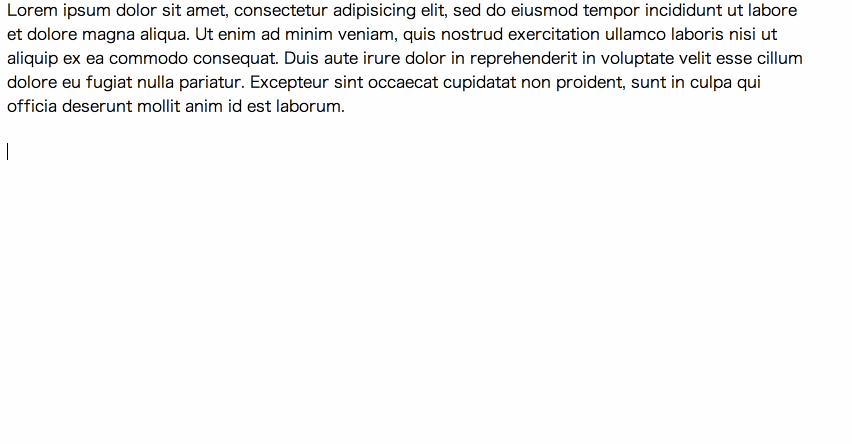 Lorem ipsum dolor sit amet, consectetur adipisicing elit, sed do eiusmod tempor incididunt ut labore
et dolore magna aliqua. Ut enim ad minim veniam, quis nostrud exercitation ullamco laboris nisi ut
aliquip ex ea commodo consequat. Duis aute irure dolor in reprehenderit in voluptate velit esse cillum
dolore eu fugiat nulla pariatur. Excepteur sint occaecat cupidatat non proident, sunt in culpa qui
officia deserunt mollit anim id est laborum.